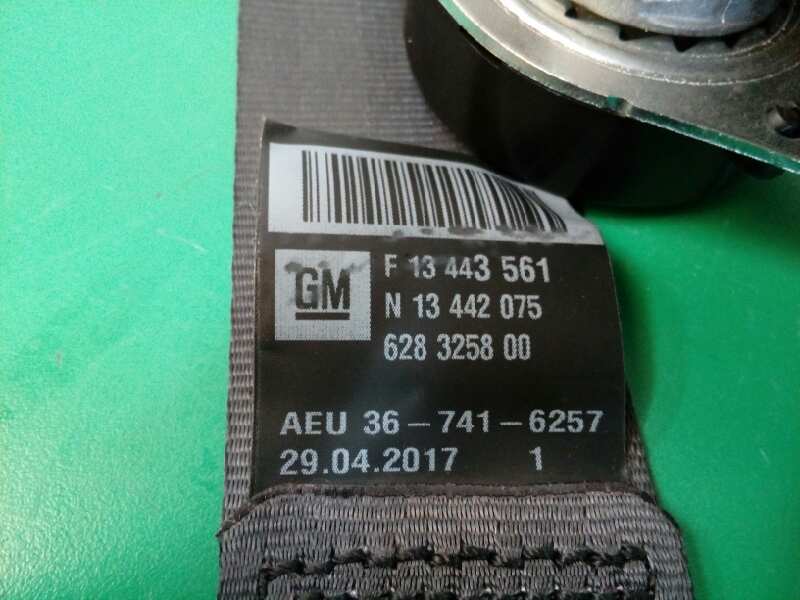 GM
F 13 443 561
N 13 442 075
628 3258 00
AEU 36-741-6257
29.04.2017 1